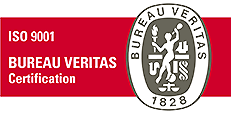 ISO 9001
BUREAU VERITAS
Certification
BUREAU VERITAS
1828